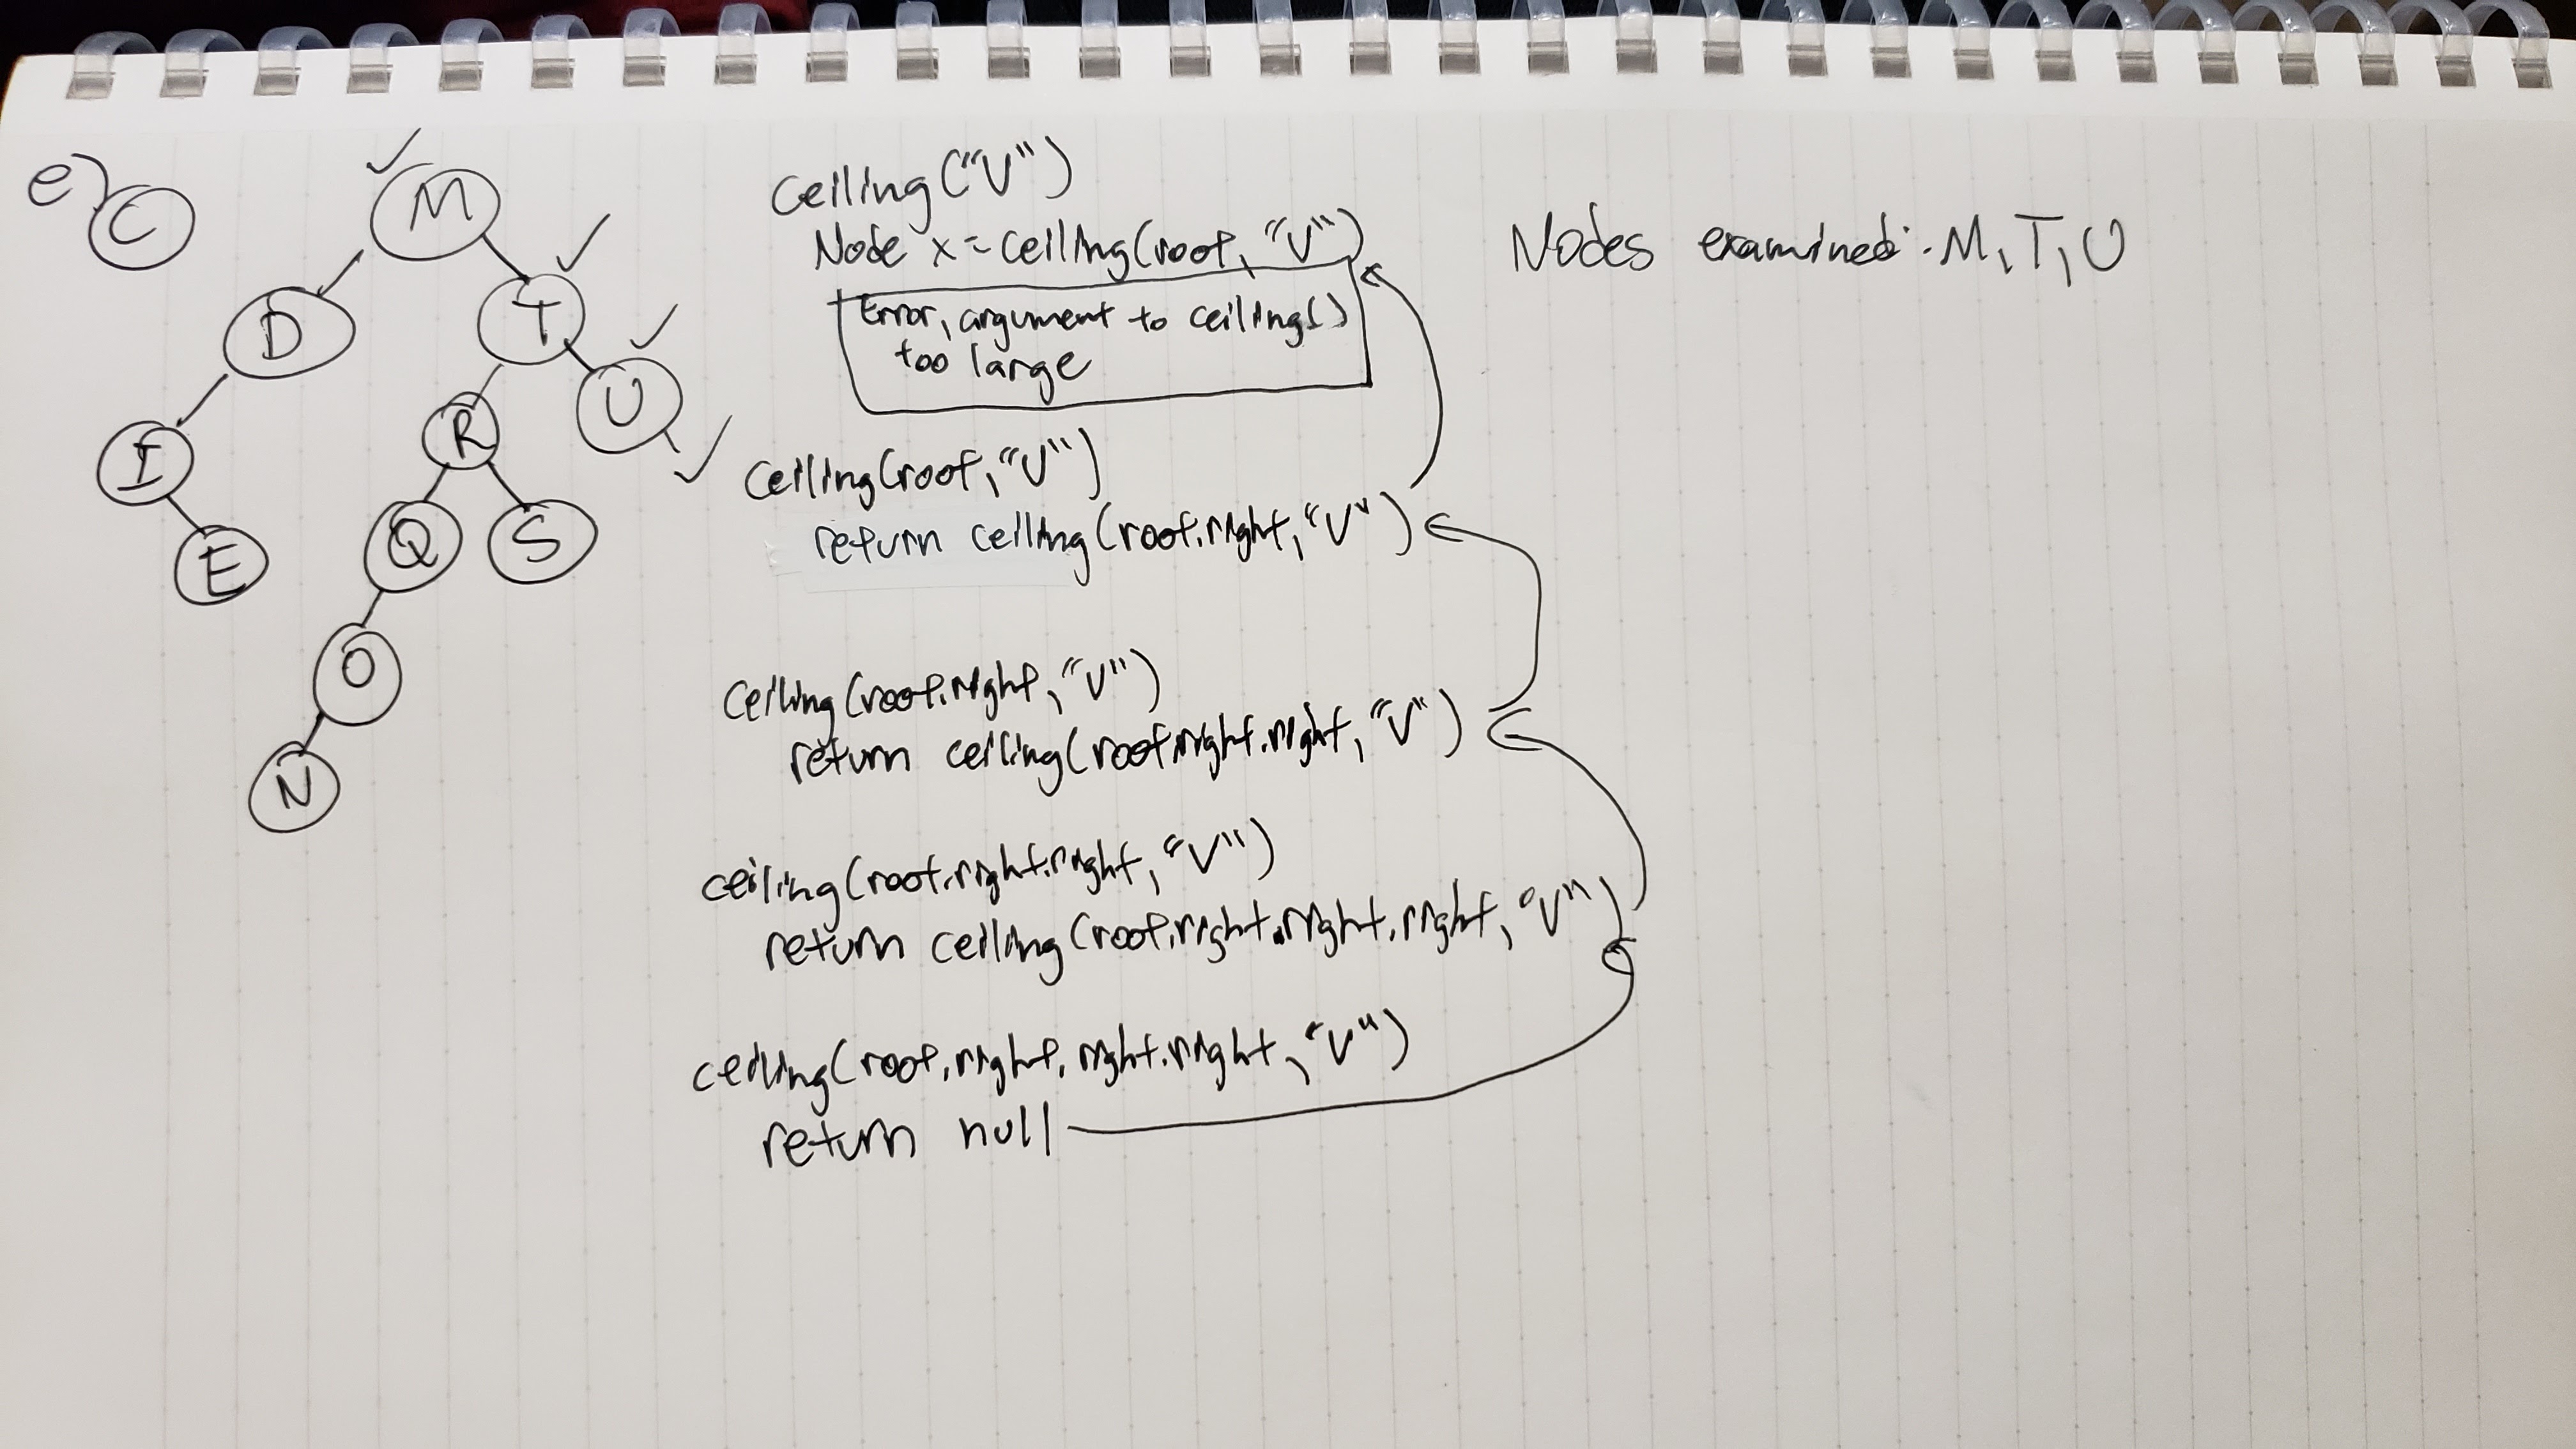 e)
C
M
D
T
I
R
U
E
Q
S
O
N
Ceiling("V")
Node x = ceiling(root, "V")
Error, argument to ceiling()
too large
Ceiling(root, "V")
return ceiling(root.right, "V")
Ceiling(root.right, "V")
return ceiling(root.right.right, "V")
ceiling(root.right.right, "V")
return ceiling(root.right.right.right, "V")
ceiling(root.right.right.right, "V")
return null
Nodes examined: M, T, U